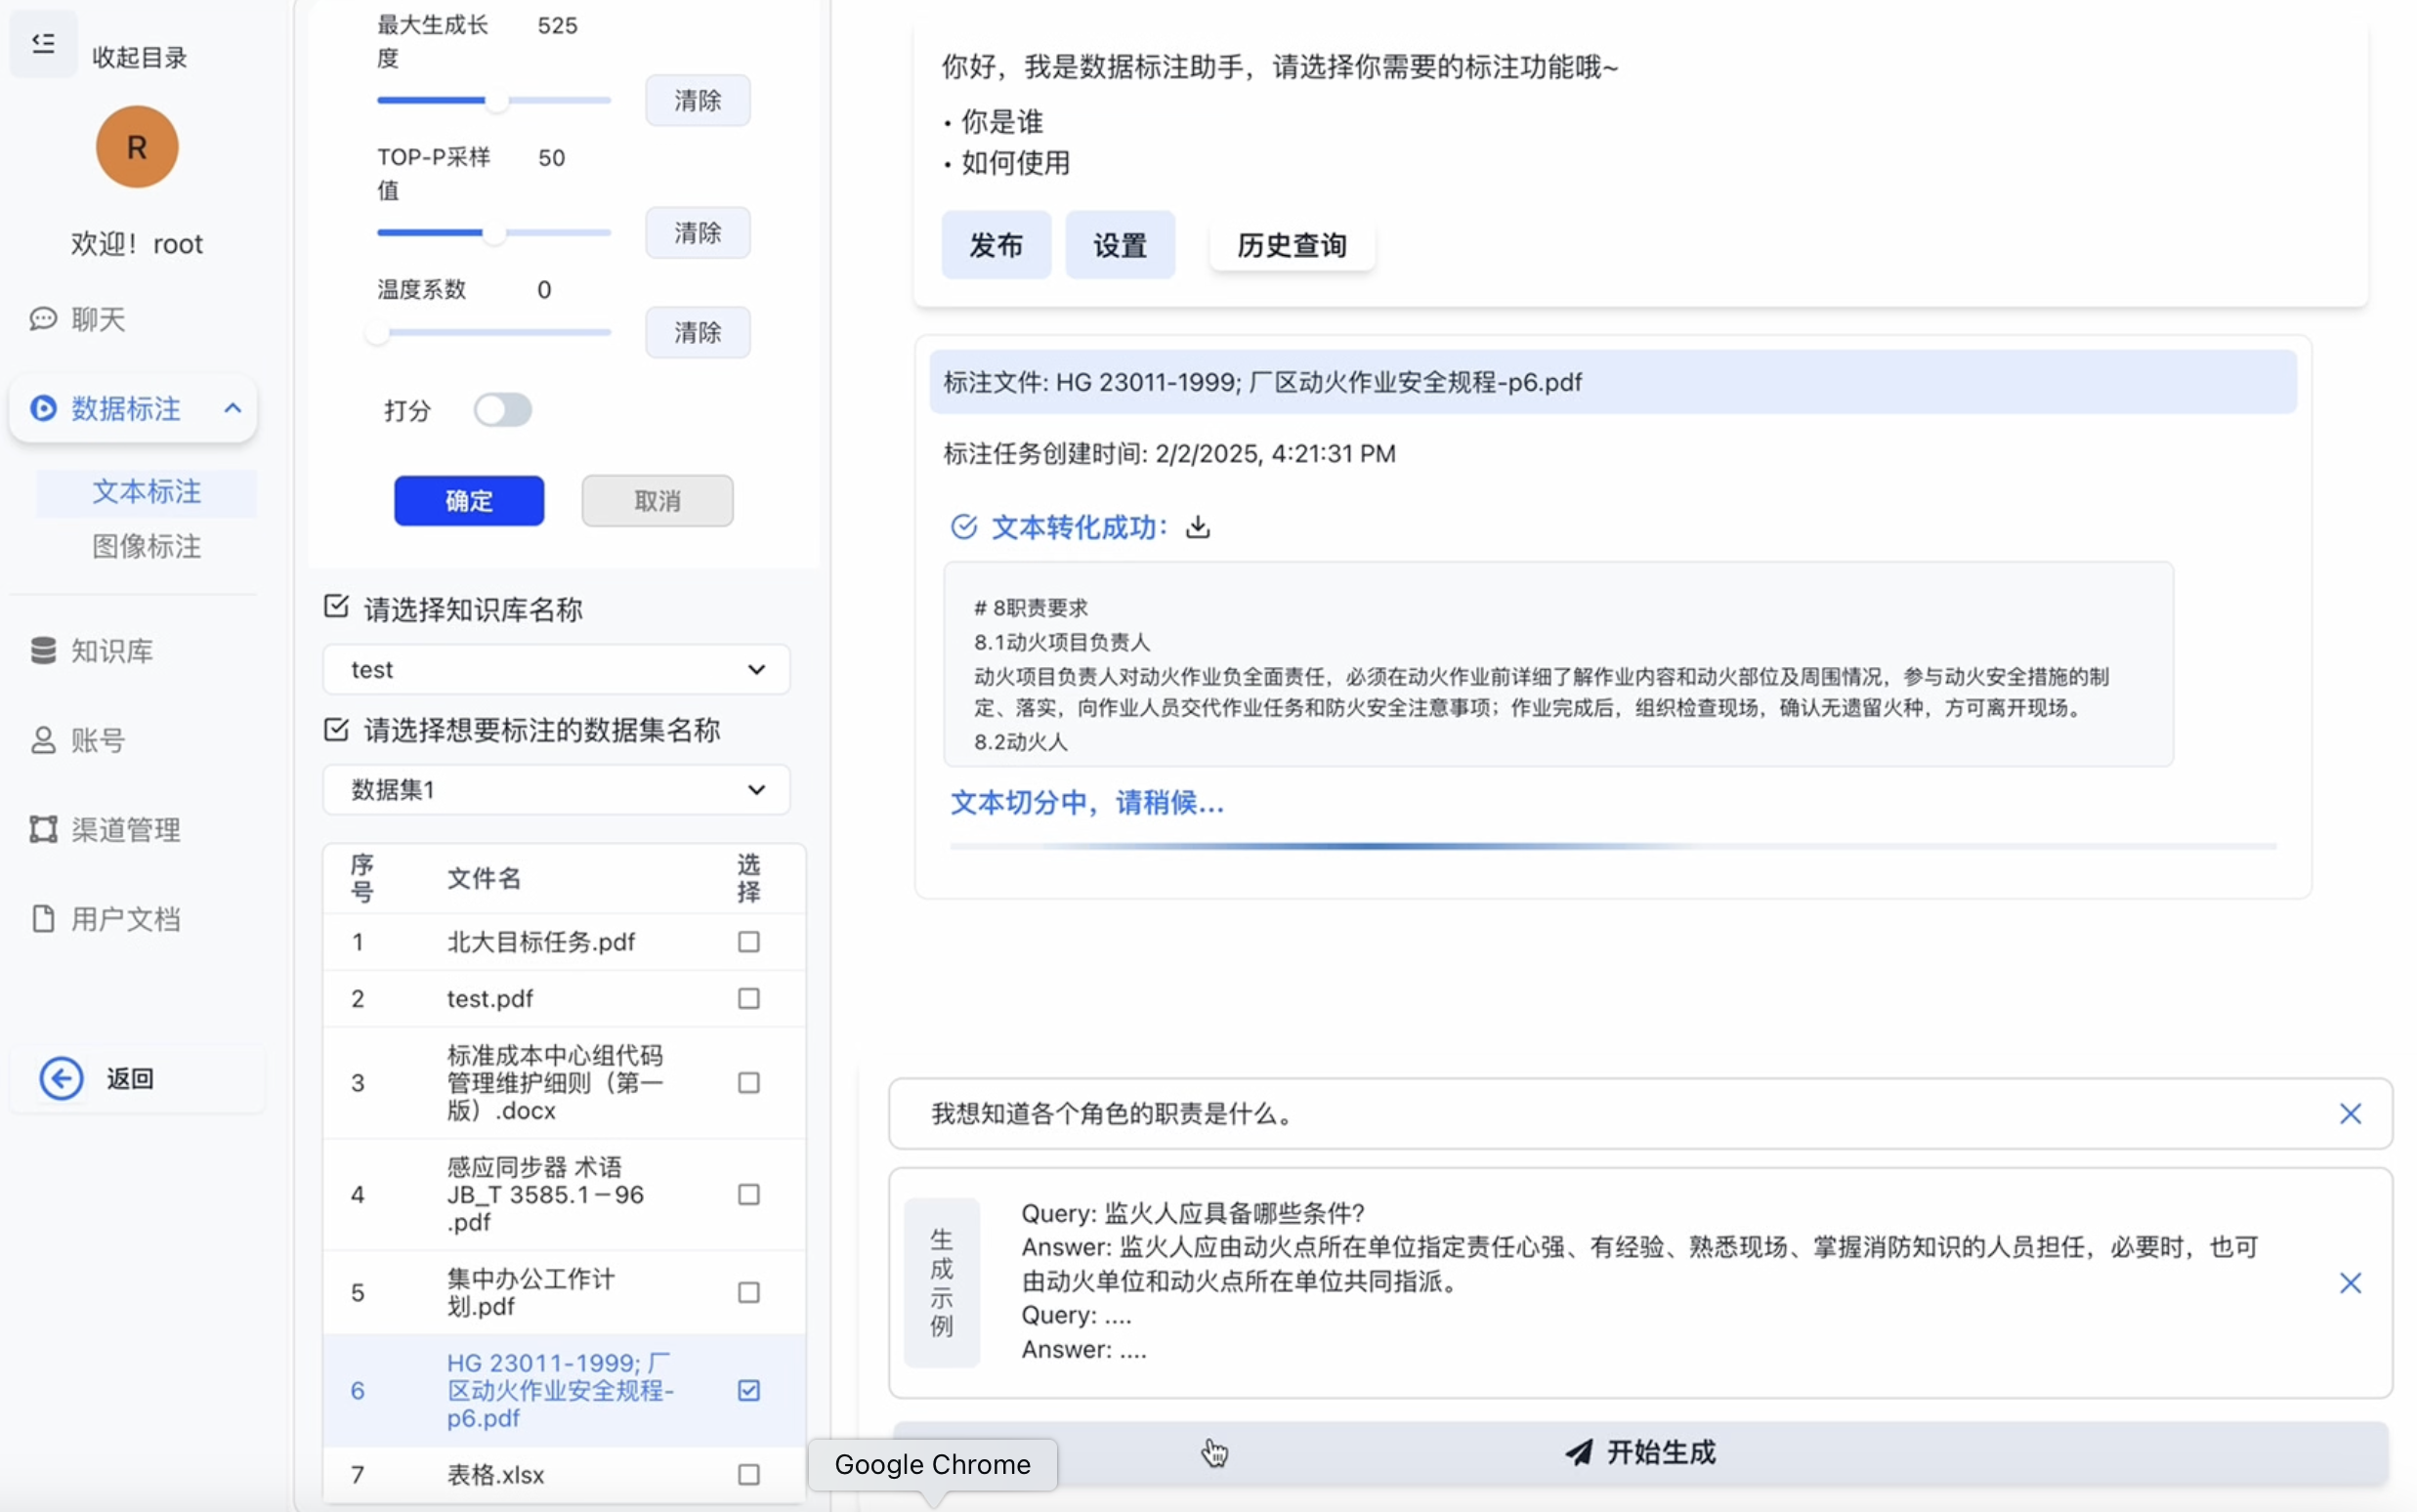 收起目录
R
欢迎！root
聊天
数据标注
文本标注
图像标注
知识库
账号
渠道管理
用户文档
返回
最大生成长
度
525
清除
TOP-P采样
值
50
清除
温度系数
0
清除
打分
确定
取消
请选择知识库名称
test
请选择想要标注的数据集名称
数据集1
序
号
文件名
选
择
1
北大目标任务.pdf
2
test.pdf
3
标准成本中心组代码
管理维护细则（第一
版）.docx
4
感应同步器 术语
JB_T 3585.1－96
.pdf
5
集中办公工作计
划.pdf
6
HG 23011-1999; 厂
区动火作业安全规程-
p6.pdf
7
表格.xlsx
你好，我是数据标注助手，请选择你需要的标注功能哦~
• 你是谁
• 如何使用
发布
设置
历史查询
标注文件: HG 23011-1999; 厂区动火作业安全规程-p6.pdf
标注任务创建时间: 2/2/2025, 4:21:31 PM
文本转化成功：
# 8职责要求
8.1动火项目负责人
动火项目负责人对动火作业负全面责任，必须在动火作业前详细了解作业内容和动火部位及周围情况，参与动火安全措施的制
定、落实，向作业人员交代作业任务和防火安全注意事项；作业完成后，组织检查现场，确认无遗留火种，方可离开现场。
8.2动火人
文本切分中，请稍候...
我想知道各个角色的职责是什么。
生
成
示
例
Query: 监火人应具备哪些条件?
Answer: 监火人应由动火点所在单位指定责任心强、有经验、熟悉现场、掌握消防知识的人员担任，必要时，也可
由动火单位和动火点所在单位共同指派。
Query: ....
Answer: ....
开始生成
Google Chrome